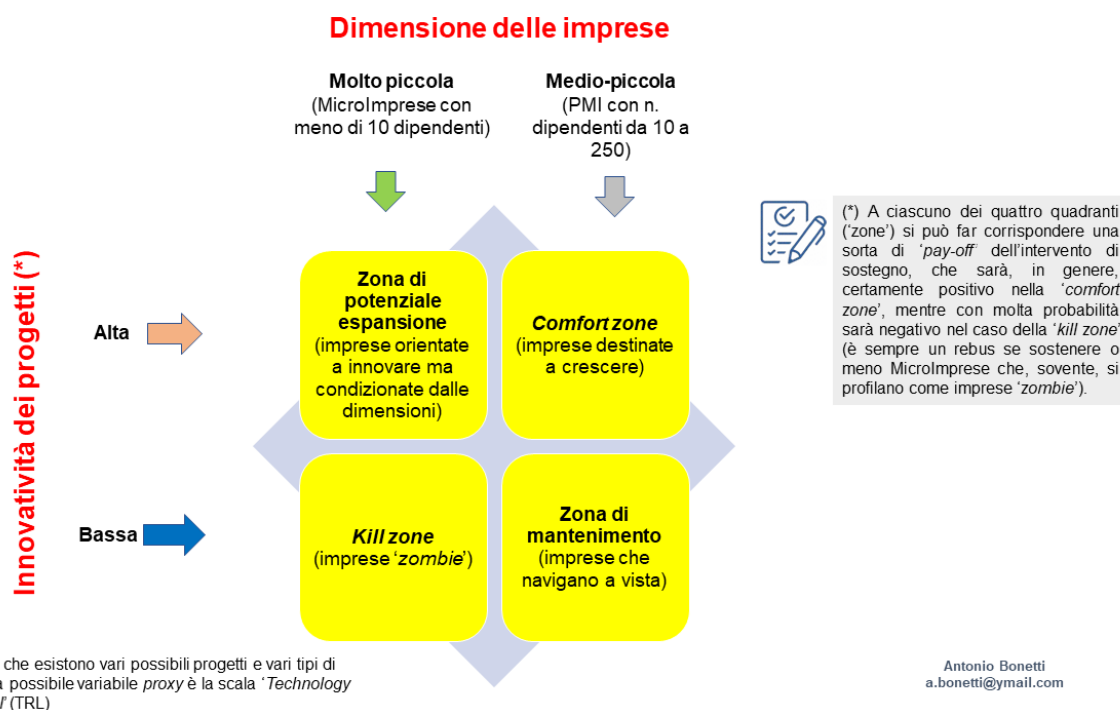 Dimensione delle imprese
Molto piccola
(MicroImprese con
meno di 10 dipendenti)
Medio-piccola
(PMI con n.
dipendenti da 10 a
250)
Innovatività dei progetti (*)
Alta
Zona di
potenziale
espansione
(imprese orientate
a innovare ma
condizionate dalle
dimensioni)
Comfort zone
(imprese destinate
a crescere)
(*) A ciascuno dei quattro quadranti
(‘zone’) si può far corrispondere una
sorta di ‘pay-off’ dell’intervento di
sostegno, che sarà, in genere,
certamente positivo nella ‘comfort
zone’, mentre con molta probabilità
sarà negativo nel caso della ‘kill zone’
(è sempre un rebus se sostenere o
meno MicroImprese che, sovente, si
profilano come imprese ‘zombie’).
Bassa
Kill zone
(imprese ‘zombie’)
Zona di
mantenimento
(imprese che
navigano a vista)
che esistono vari possibili progetti e vari tipi di
possibile variabile proxy è la scala ‘Technology
(TRL)
Antonio Bonetti
a.bonetti@ymail.com